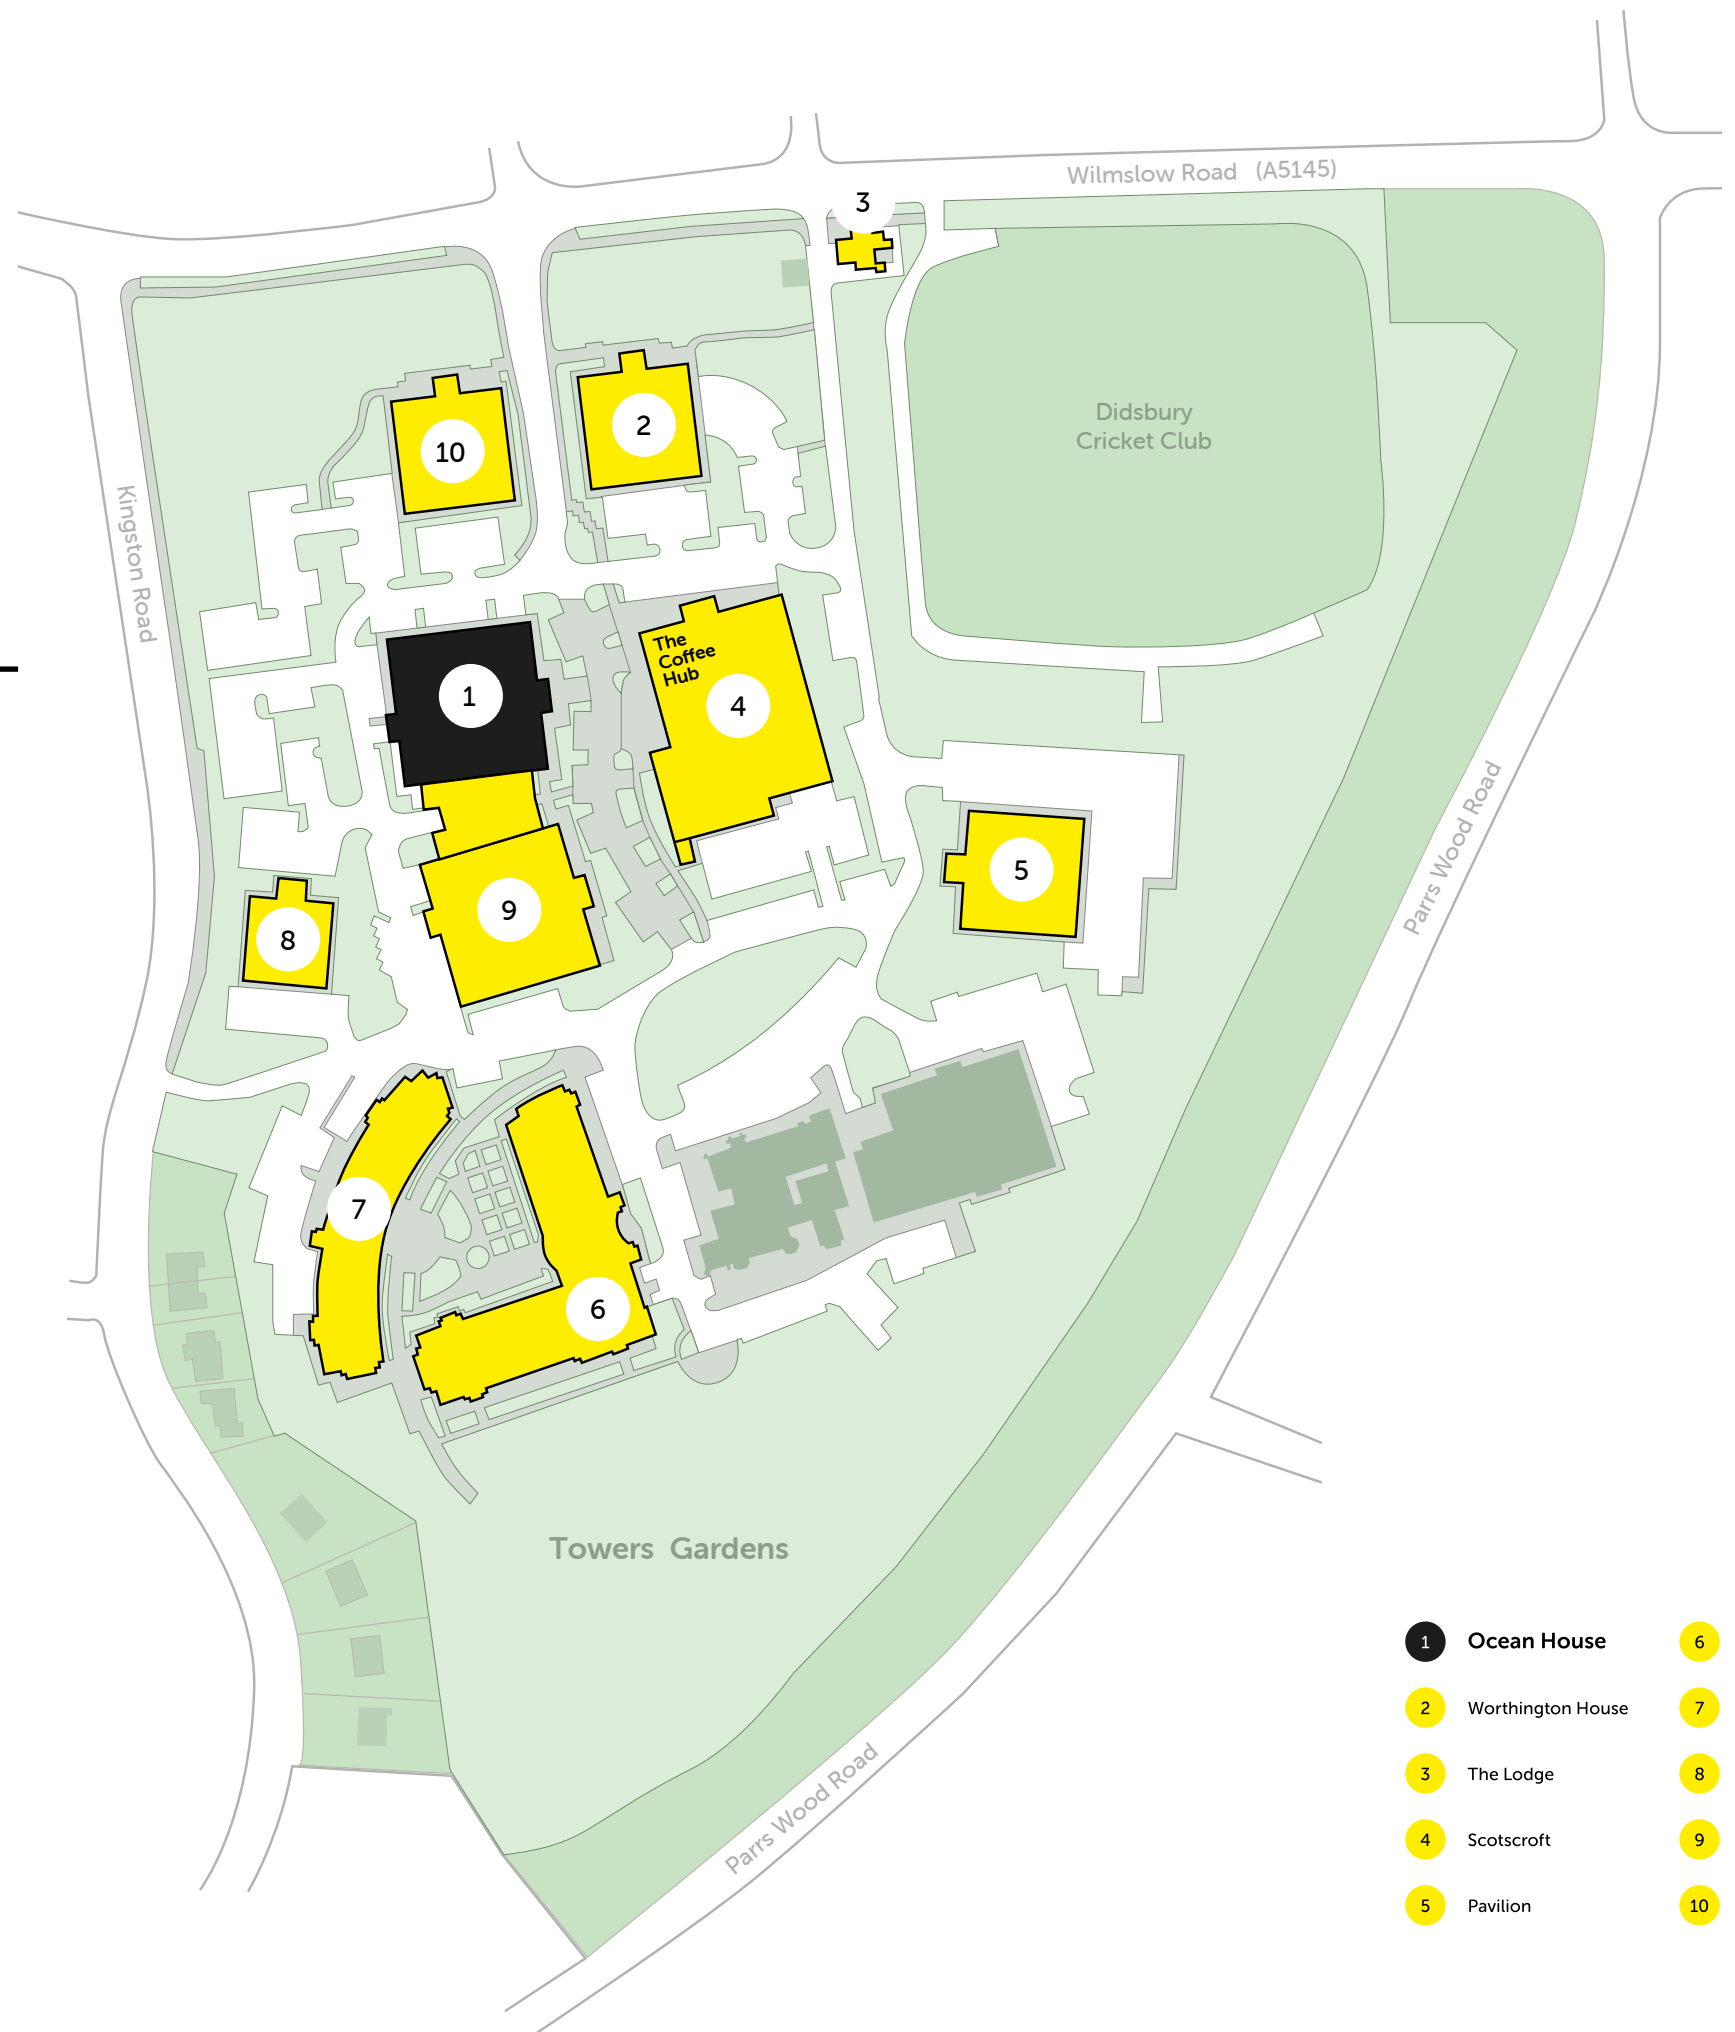 Wilmslow Road (A5145)
3
Didsbury
Cricket Club
2
10
Kingston Road
The
Coffee
Hub
1
4
Parrs Wood Road
5
9
8
7
6
Towers Gardens
Parrs Wood Road
1 Ocean House 6
2 Worthington House 7
3 The Lodge 8
4 Scotscroft 9
5 Pavilion 10